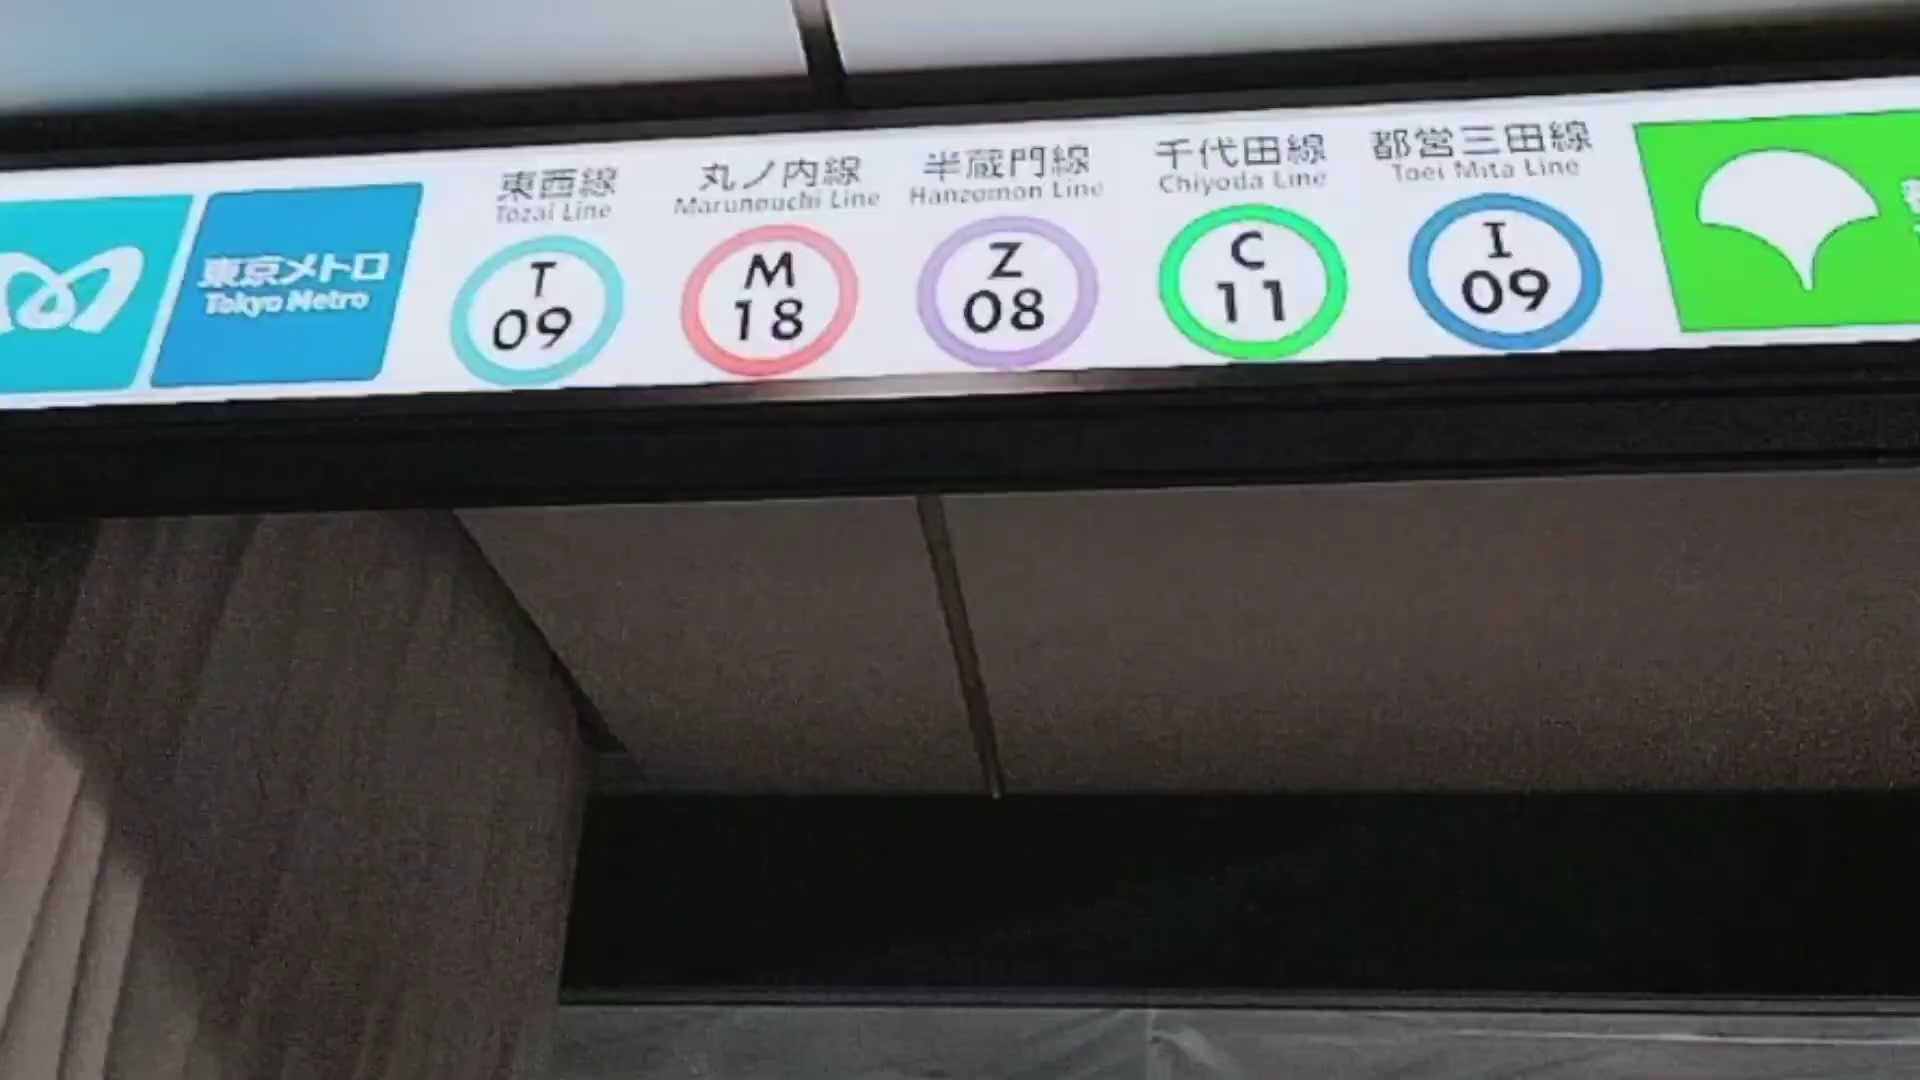 東京メトロ
Tokyo Metro
東西線
Tozai Line
T
09
丸ノ内線
Marunouchi Line
M
18
半蔵門線
Hanzomon Line
Z
08
千代田線
Chiyoda Line
C
11
都営三田線
Toei Mita Line
I
09